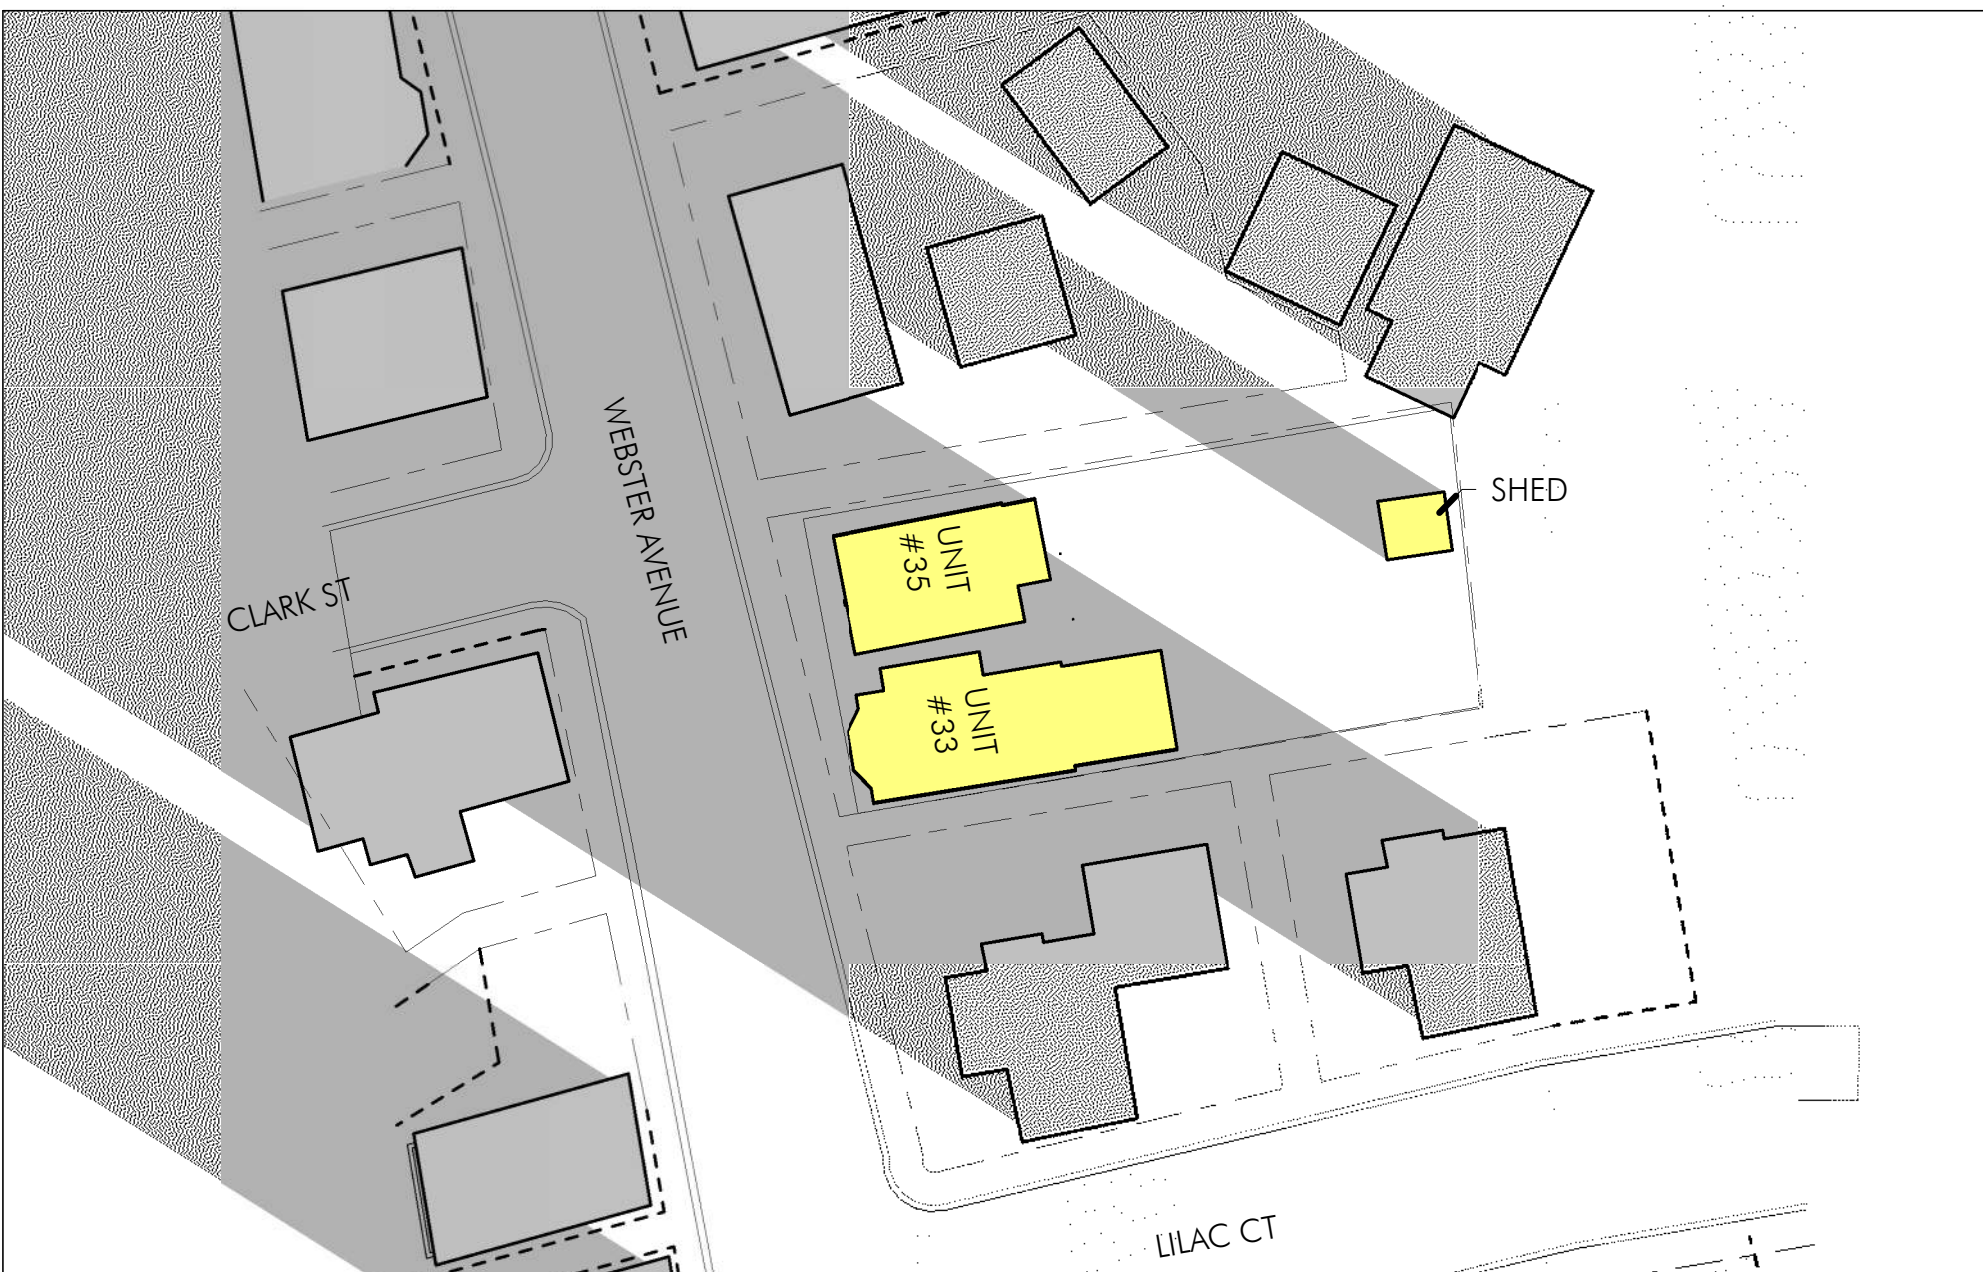 WEBSTER AVENUE
CLARK ST
UNIT
#35
SHED
UNIT
#33
LILAC CT